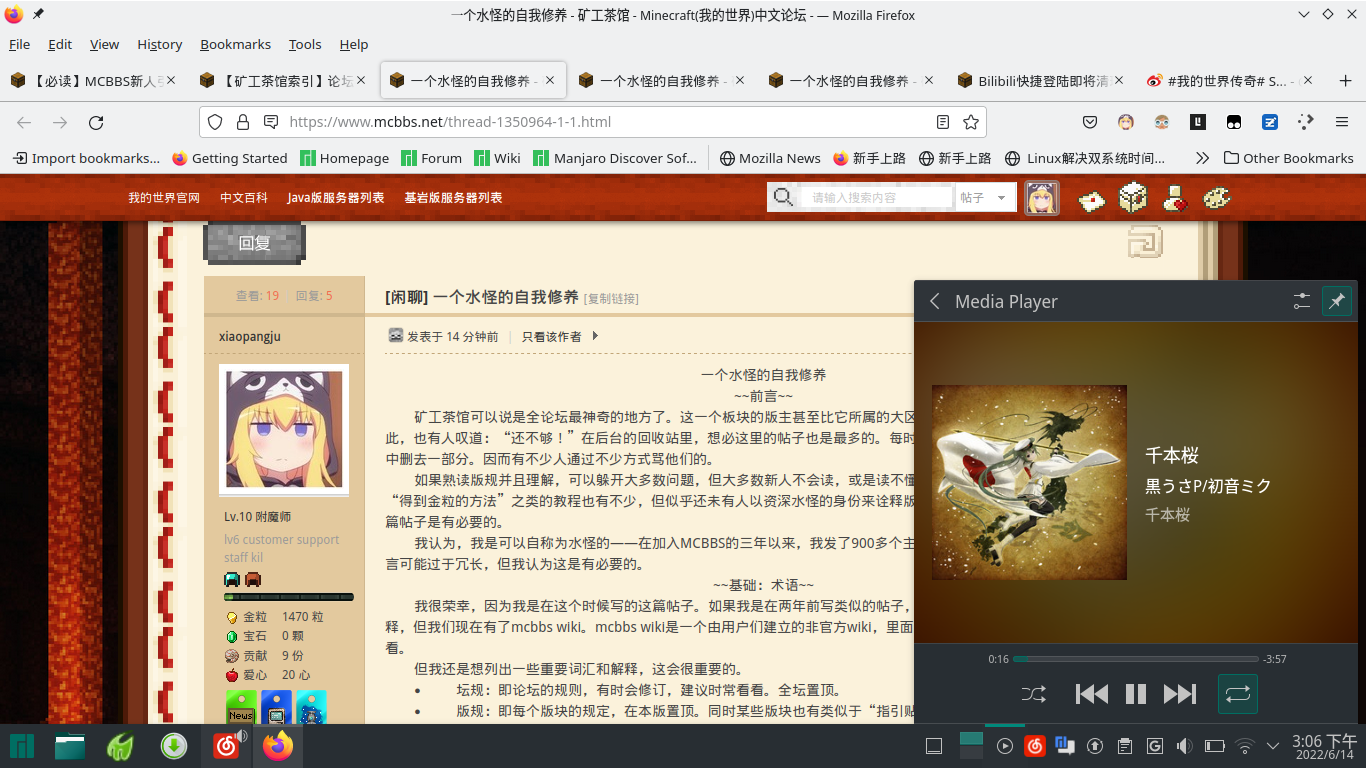 一个水怪的自我修养 - 矿工茶馆 - Minecraft(我的世界)中文论坛 - — Mozilla Firefox
File Edit View History Bookmarks Tools Help
【必读】MCBBS新人 【矿工茶馆索引】论坛 一个水怪的自我修养 - 一个水怪的自我修养 - 一个水怪的自我修养 - Bilibili快捷登陆即将清 #我的世界传奇# S... -
https://www.mcbbs.net/thread-1350964-1-1.html
Import bookmarks... Getting Started Homepage Forum Wiki Manjaro Discover Sof... Mozilla News 新手上路 新手上路 Linux解决双系统时间... Other Bookmarks
我的世界官网 中文百科 Java版服务器列表 基岩版服务器列表 请输入搜索内容 帖子
回复
查看: 19 回复: 5
[闲聊] 一个水怪的自我修养 [复制链接]
xiaopangju
发表于 14 分钟前 | 只看该作者
一个水怪的自我修养
~~前言~~
矿工茶馆可以说是全论坛最神奇的地方了。这一个板块的版主甚至比它所属的大区
此，也有人叹道：“还不够！”在后台的回收站里，想必这里的帖子也是最多的。每时
中删去一部分。因而有不少人通过不少方式骂他们的。
如果熟读版规并且理解，可以躲开大多数问题，但大多数新人不会读，或是读不懂
“得到金粒的方法”之类的教程也有不少，但似乎还未有人以资深水怪的身份来诠释版
篇帖子是有必要的。
我认为，我是可以自称为水怪的——在加入MCBBS的三年以来，我发了900多个主
言可能过于冗长，但我认为这是有必要的。
~~基础：术语~~
我很荣幸，因为我是在这个时候写的这篇帖子。如果我是在两年前写类似的帖子，
释，但我们现在有了mcbbs wiki。mcbbs wiki是一个由用户们建立的非官方wiki，里面
看。
但我还是想列出一些重要词汇和解释，这会很重要的。
• 坛规：即论坛的规则，有时会修订，建议时常看看。全坛置顶。
• 版规：即每个版块的规定，在本版置顶。同时某些版块也有类似于“指引贴
Lv.10 附魔师
lv6 customer support
staff kil
金粒 1470 粒
宝石 0 颗
贡献 9 份
爱心 20 心
News
Media Player
千本桜
黒うさP/初音ミク
千本桜
0:16 -3:57
3:06 下午
2022/6/14